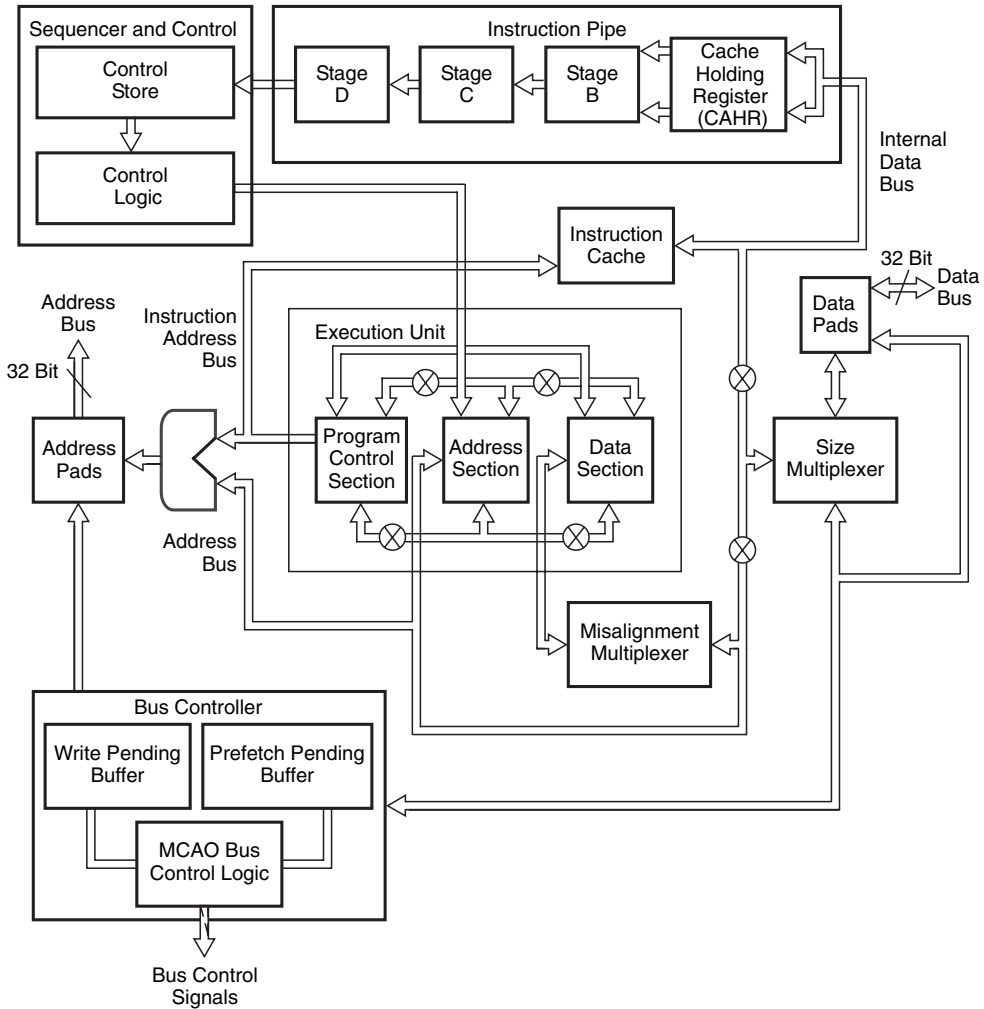 Sequencer and Control
Control
Store
Control
Logic
Instruction Pipe
Stage
D
Stage
C
Stage
B
Cache
Holding
Register
(CAHR)
Internal
Data
Bus
Instruction
Cache
32 Bit
Data
Bus
Data
Pads
Address
Bus
32 Bit
Instruction
Address
Bus
Execution Unit
Address
Pads
Program
Control
Section
Address
Section
Data
Section
Size
Multiplexer
Address
Bus
Misalignment
Multiplexer
Bus Controller
Write Pending
Buffer
Prefetch Pending
Buffer
MCAO Bus
Control Logic
Bus Control
Signals